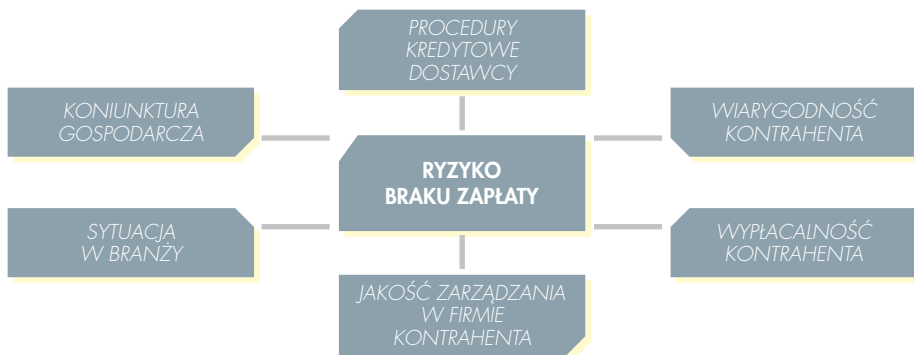 PROCEDURY
KREDYTOWE
DOSTAWCY
KONIUNKTURA
GOSPODARCZA
WIARYGODNOŚĆ
KONTRAHENTA
RYZYKO
BRAKU ZAPŁATY
SYTUACJA
W BRANŻY
WYPŁACALNOŚĆ
KONTRAHENTA
JAKOŚĆ ZARZĄDZANIA
W FIRMIE
KONTRAHENTA